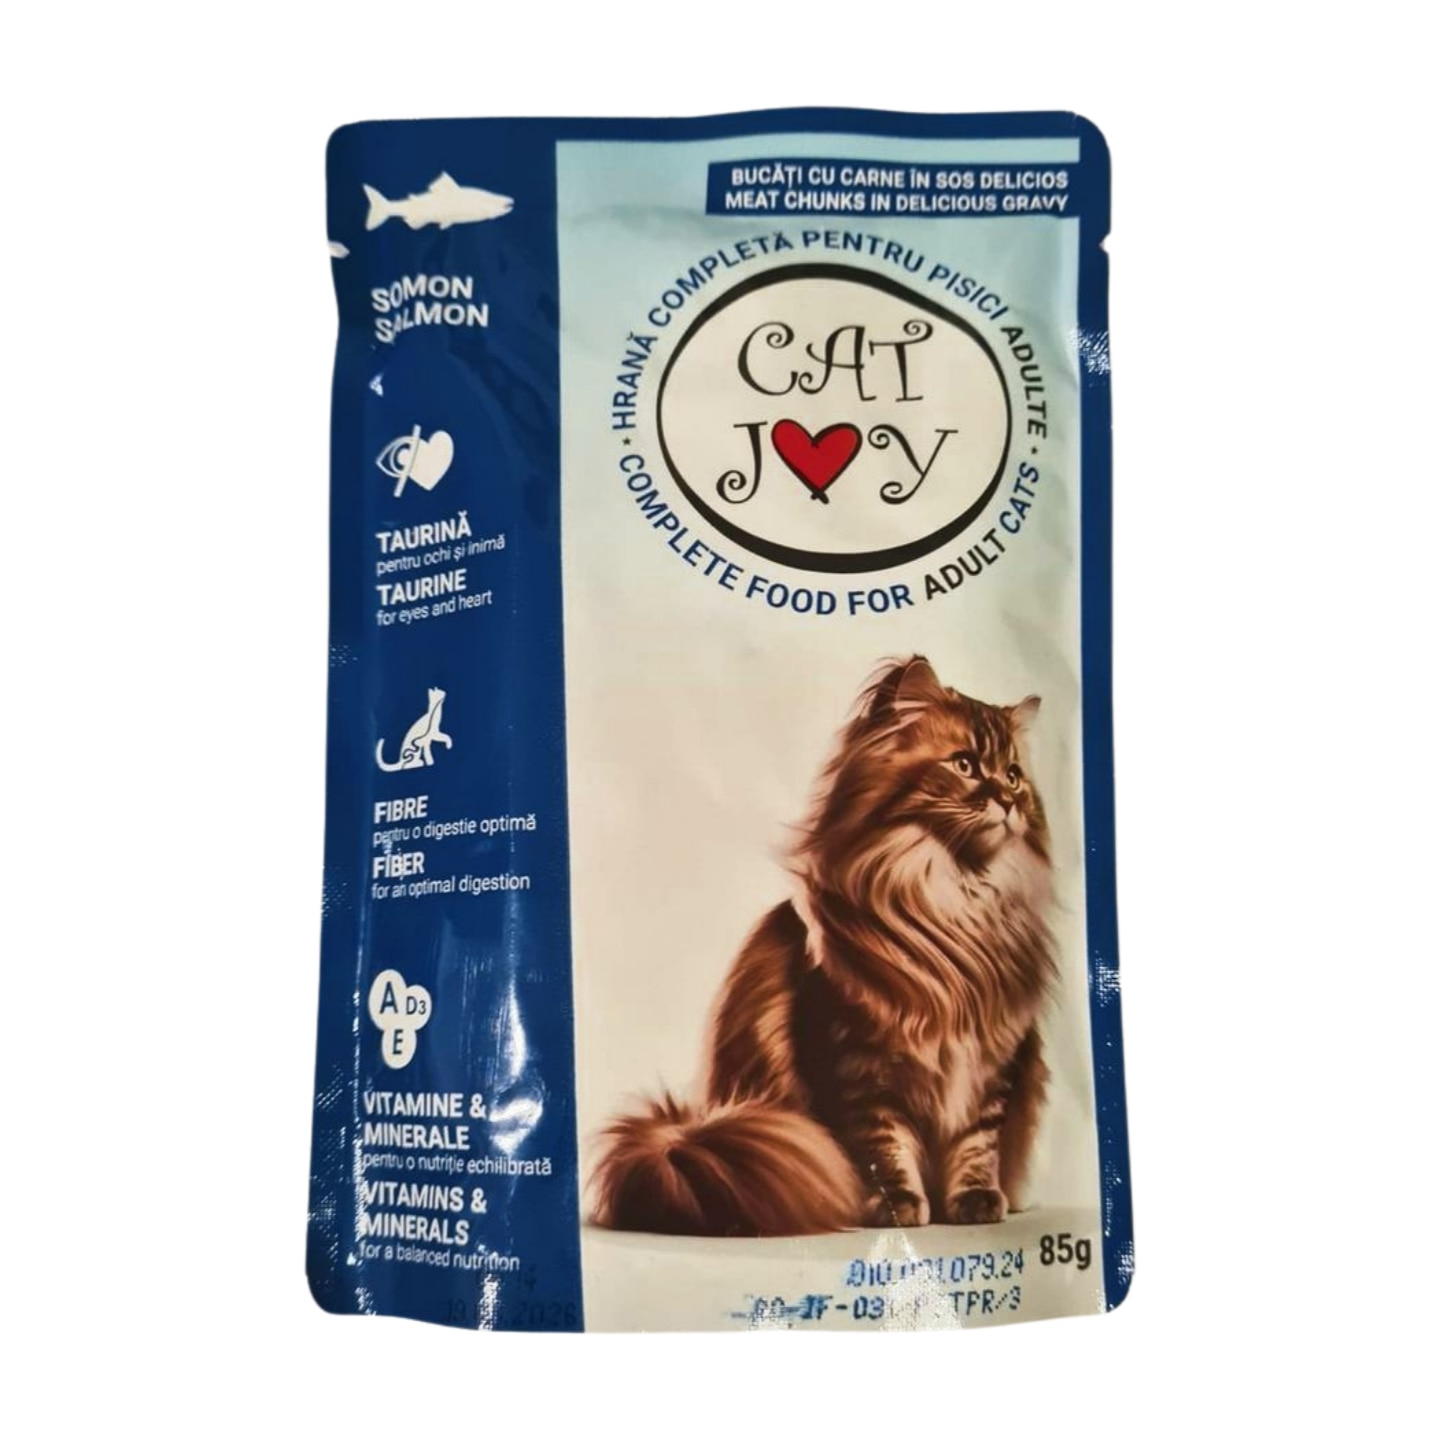 BUCĂȚI CU CARNE ÎN SOS DELICIOS
MEAT CHUNKS IN DELICIOUS GRAVY
SOMON
SALMON
HRANĂ COMPLETĂ PENTRU PISICI ADULTE
CAT
JOY
COMPLETE FOOD FOR ADULT CATS
TAURINĂ
pentru ochi și inimă
TAURINE
for eyes and heart
FIBRE
pentru o digestie optimă
FIBER
for an optimal digestion
A D3
E
VITAMINE &
MINERALE
pentru o nutriție echilibrată
VITAMINS &
MINERALS
for a balanced nutrition
85g